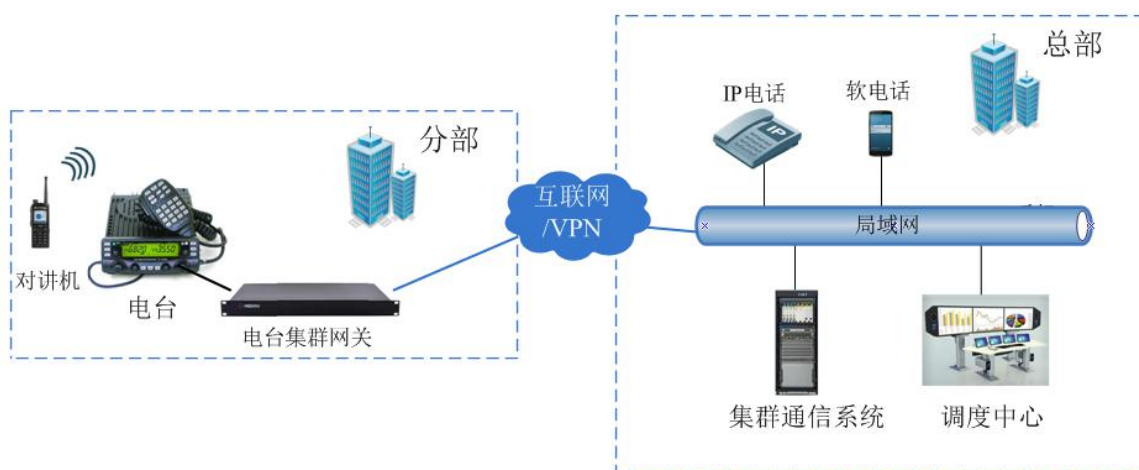 总部
IP电话
软电话
IP
分部
互联网
/VPN
局域网
对讲机
电台
电台集群网关
集群通信系统
调度中心